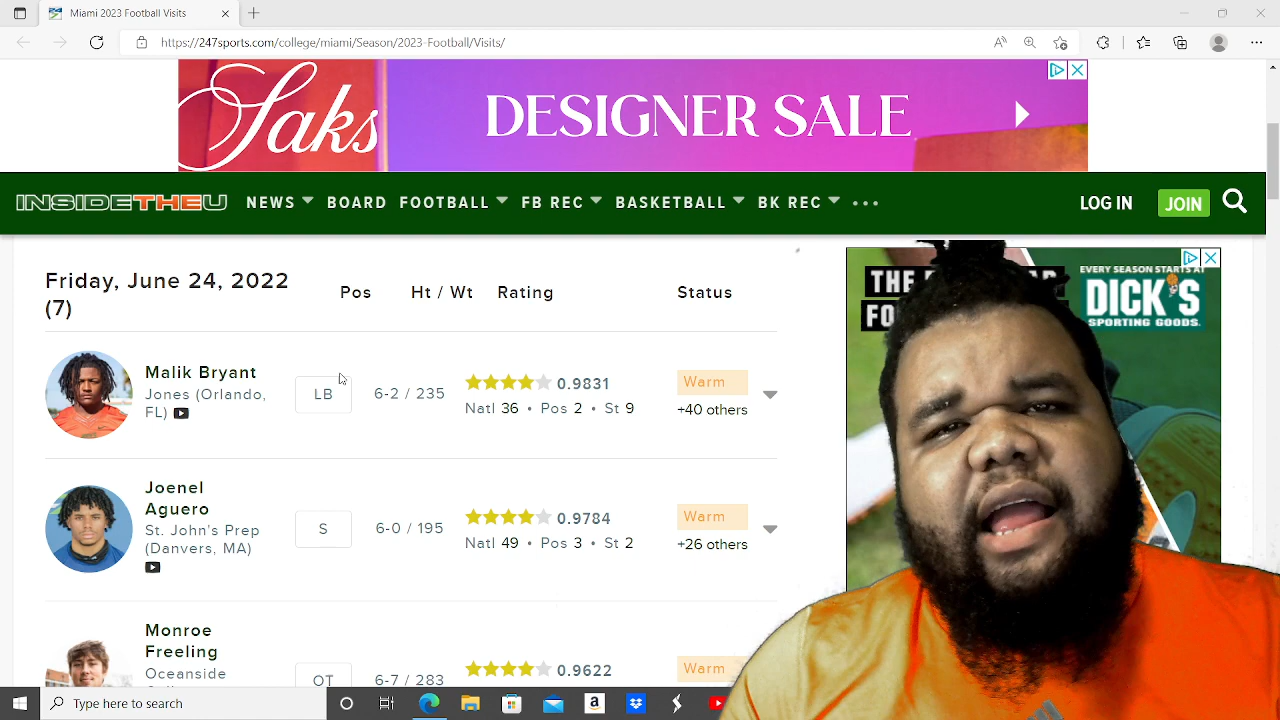 Miami 2023 Football Visits
https://247sports.com/college/miami/Season/2023-Football/Visits/
Saks
DESIGNER SALE
INSIDETHEU NEWS BOARD FOOTBALL FB REC BASKETBALL BK REC LOG IN JOIN
Friday, June 24, 2022
(7)
Pos Ht / Wt Rating Status
Malik Bryant
Jones (Orlando,
FL)
LB 6-2 / 235 0.9831
Natl 36 • Pos 2 • St 9
Warm
+40 others
Joenel
Aguero
St. John's Prep
(Danvers, MA)
S 6-0 / 195 0.9784
Natl 49 • Pos 3 • St 2
Warm
+26 others
Monroe
Freeling
Oceanside
OT 6-7 / 283 0.9622
Warm
THE
EVERY SEASON STARTS AT
DICK'S
SPORTING GOODS.
Type here to search